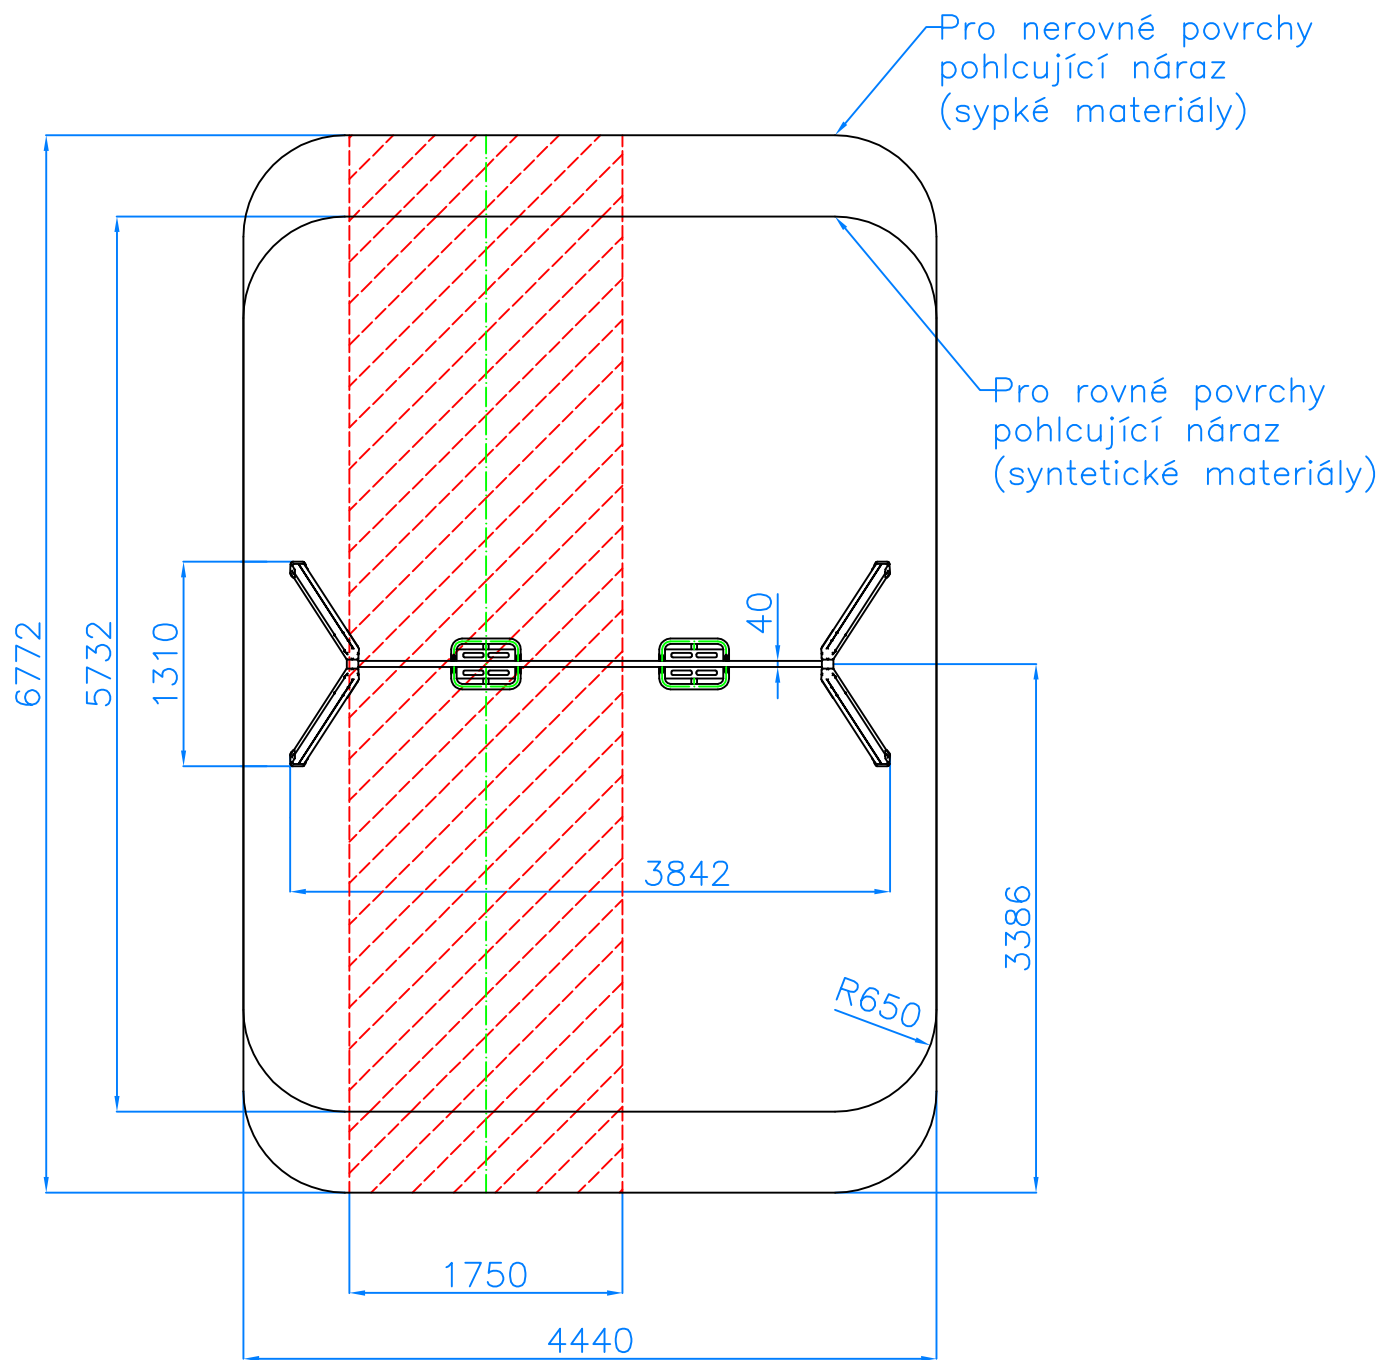 Pro nerovné povrchy
pohlcující náraz
(sypké materiály)
Pro rovné povrchy
pohlcující náraz
(syntetické materiály)
6772
5732
1310
40
3842
3386
R650
1750
4440